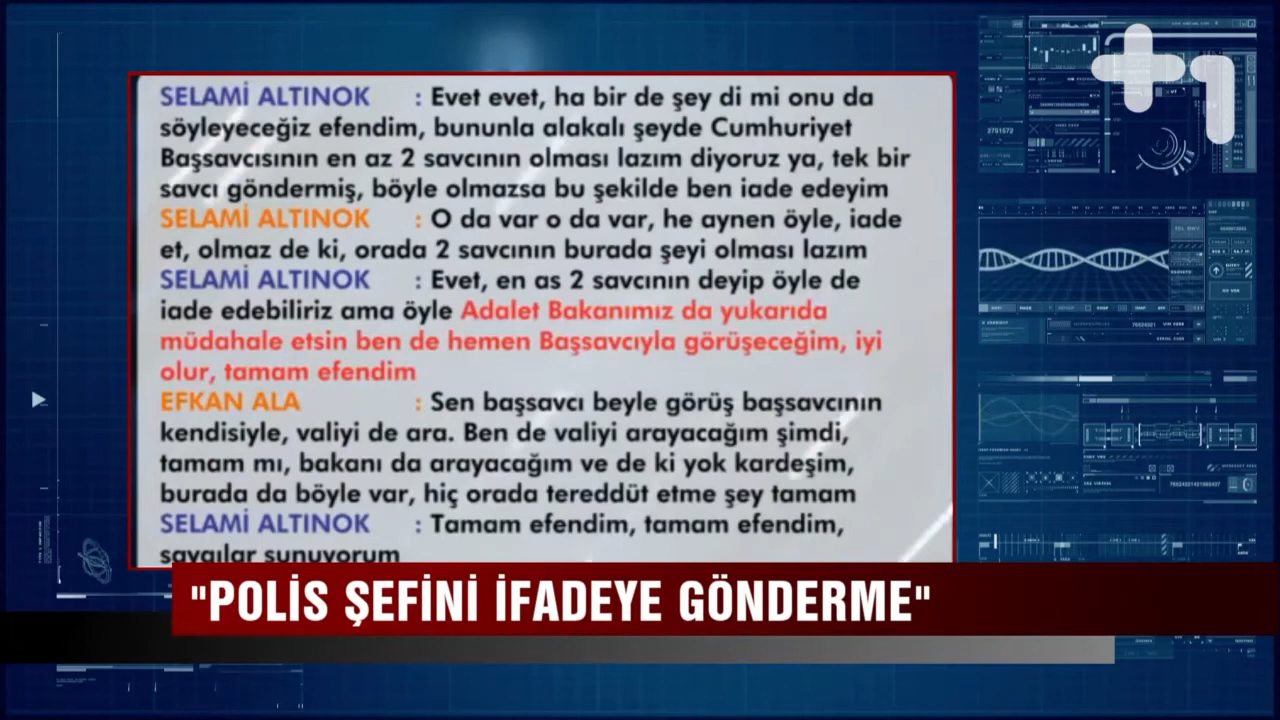 +1
SELAMİ ALTINOK : Evet evet, ha bir de şey di mi onu da
söyleyeceğiz efendim, bununla alakalı şeyde Cumhuriyet
Başsavcısının en az 2 savcının olması lazım diyoruz ya, tek bir
savcı göndermiş, böyle olmazsa bu şekilde ben iade edeyim
SELAMİ ALTINOK : O da var o da var, he aynen öyle, iade
et, olmaz de ki, orada 2 savcının burada şeyi olması lazım
SELAMİ ALTINOK : Evet, en as 2 savcının deyip öyle de
iade edebiliriz ama öyle Adalet Bakanımız da yukarıda
müdahale etsin ben de hemen Başsavcıyla görüşeceğim, iyi
olur, tamam efendim
EFKAN ALA : Sen başsavcı beyle görüş başsavcının
kendisiyle, valiyi de ara. Ben de valiyi arayacağım şimdi,
tamam mı, bakanı da arayacağım ve de ki yok kardeşim,
burada da böyle var, hiç orada tereddüt etme şey tamam
SELAMİ ALTINOK : Tamam efendim, tamam efendim,
saygılar sunuyorum
"POLİS ŞEFİNİ İFADEYE GÖNDERME"
2751572